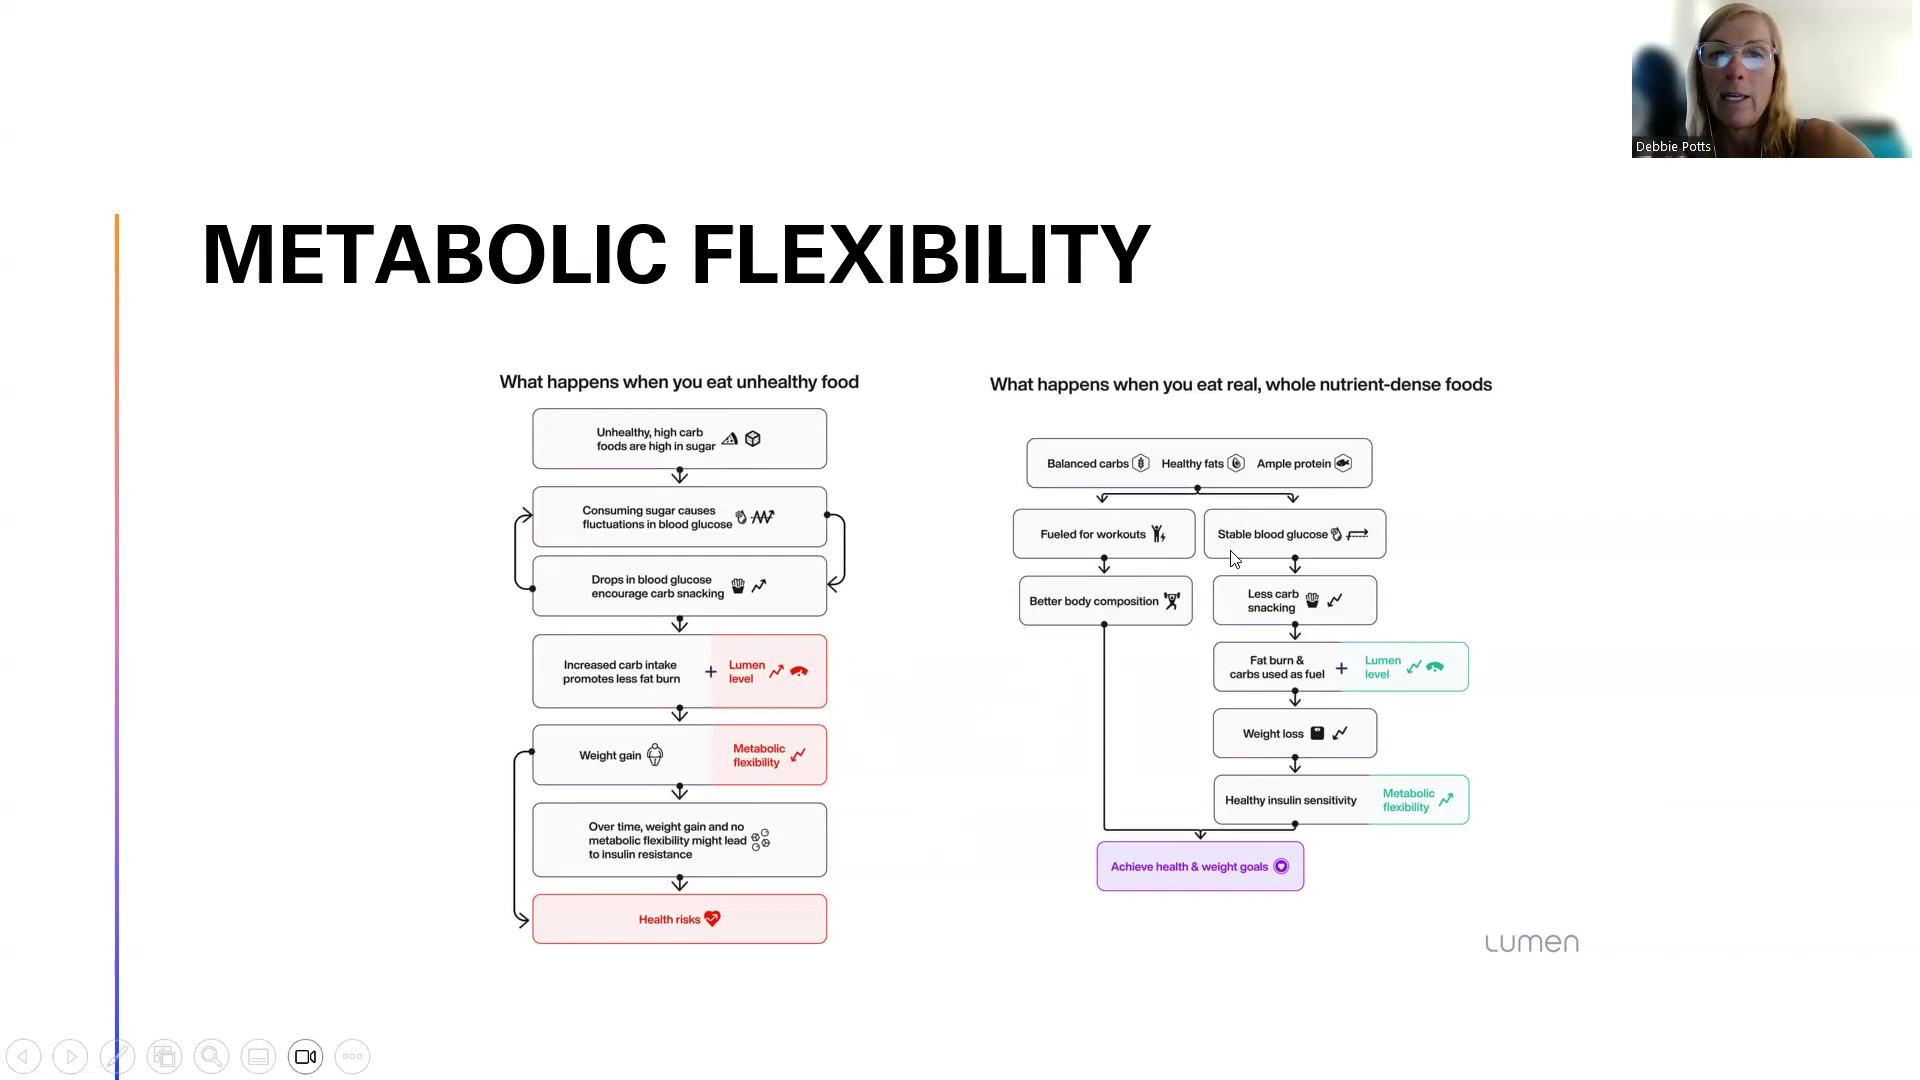 Debbie Potts
METABOLIC FLEXIBILITY
What happens when you eat unhealthy food
Unhealthy, high carb
foods are high in sugar
Consuming sugar causes
fluctuations in blood glucose
Drops in blood glucose
encourage carb snacking
Increased carb intake
promotes less fat burn
+
Lumen
level
Weight gain
Metabolic
flexibility
Over time, weight gain and no
metabolic flexibility might lead
to insulin resistance
Health risks
What happens when you eat real, whole nutrient-dense foods
Balanced carbs Healthy fats Ample protein
Fueled for workouts
Stable blood glucose
Better body composition
Less carb
snacking
Fat burn &
carbs used as fuel
+
Lumen
level
Weight loss
Healthy insulin sensitivity
Metabolic
flexibility
Achieve health & weight goals
Lumen